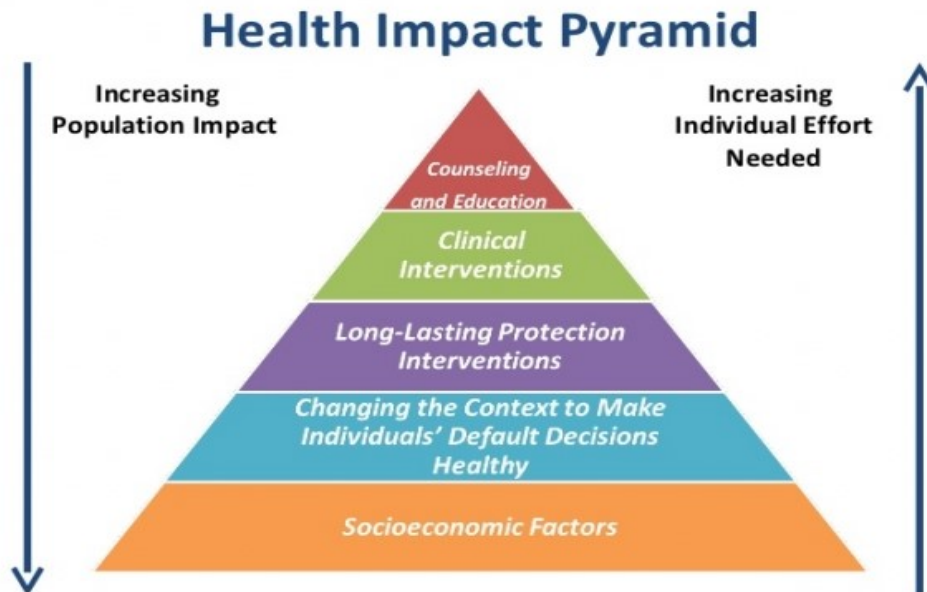 Health Impact Pyramid
Increasing
Population Impact
Increasing
Individual Effort
Needed
Counseling
and Education
Clinical
Interventions
Long-Lasting Protection
Interventions
Changing the Context to Make
Individuals' Default Decisions
Healthy
Socioeconomic Factors